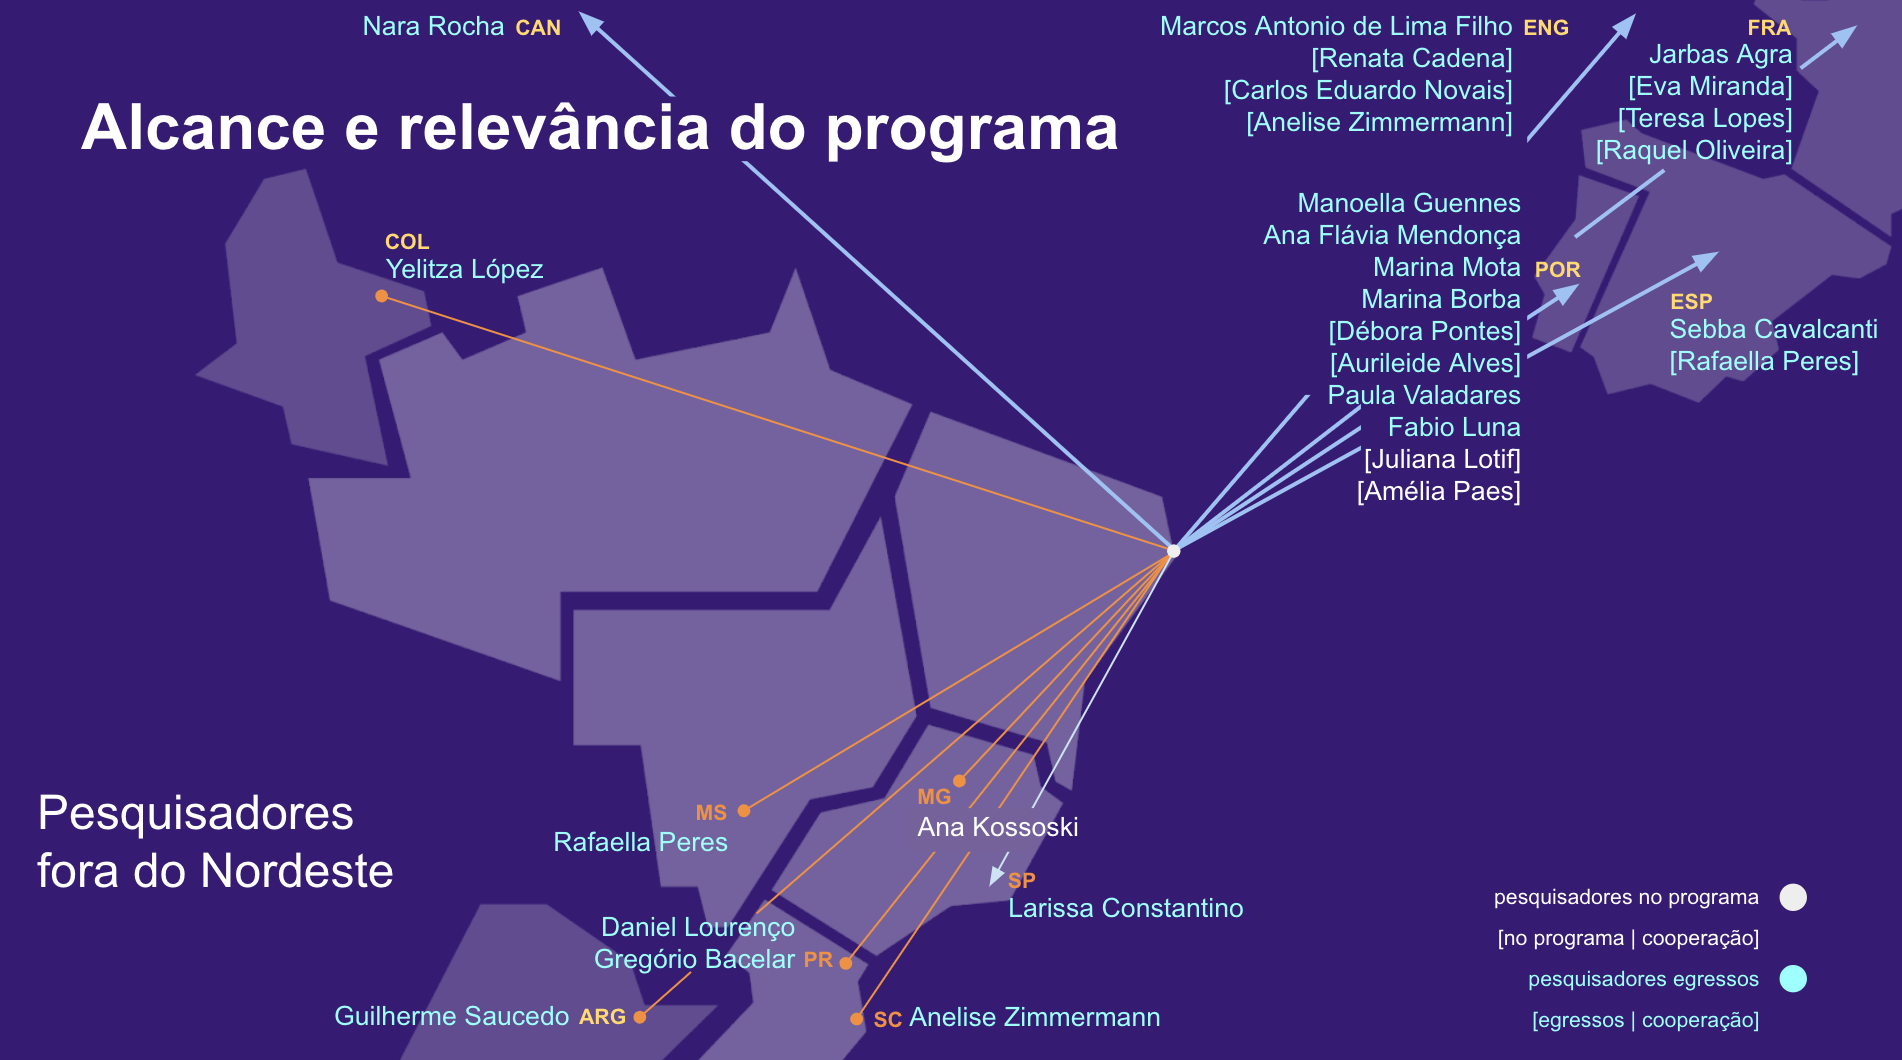 Nara Rocha CAN
Marcos Antonio de Lima Filho ENG
[Renata Cadena]
[Carlos Eduardo Novais]
[Anelise Zimmermann]
FRA
Jarbas Agra
[Eva Miranda]
[Teresa Lopes]
[Raquel Oliveira]
Alcance e relevância do programa
COL
Yelitza López
Manoella Guennes
Ana Flávia Mendonça
Marina Mota POR
Marina Borba
[Débora Pontes]
[Aurileide Alves]
Paula Valadares
Fabio Luna
[Juliana Lotif]
[Amélia Paes]
ESP
Sebba Cavalcanti
[Rafaella Peres]
Pesquisadores
fora do Nordeste
MS
Rafaella Peres
MG
Ana Kossoski
SP
Larissa Constantino
Daniel Lourenço
Gregório Bacelar PR
Guilherme Saucedo ARG
SC Anelise Zimmermann
pesquisadores no programa
[no programa | cooperação]
pesquisadores egressos
[egressos | cooperação]